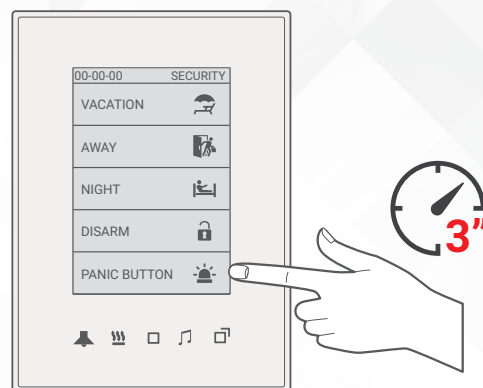 00-00-00 SECURITY
VACATION
AWAY
NIGHT
DISARM
PANIC BUTTON
3”